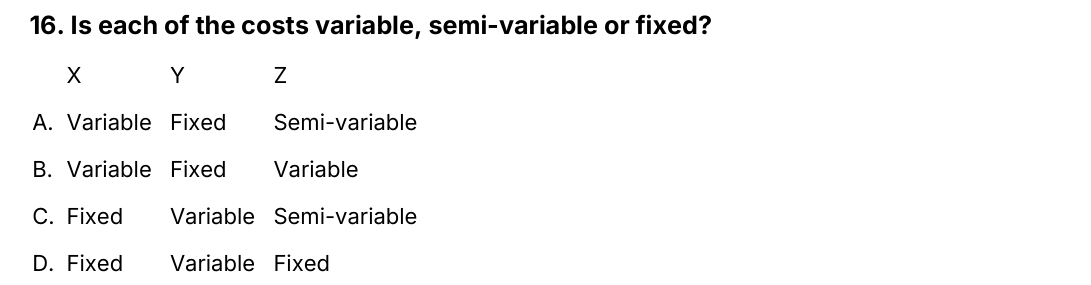 16. Is each of the costs variable, semi-variable or fixed?
X Y Z
A. Variable Fixed Semi-variable
B. Variable Fixed Variable
C. Fixed Variable Semi-variable
D. Fixed Variable Fixed